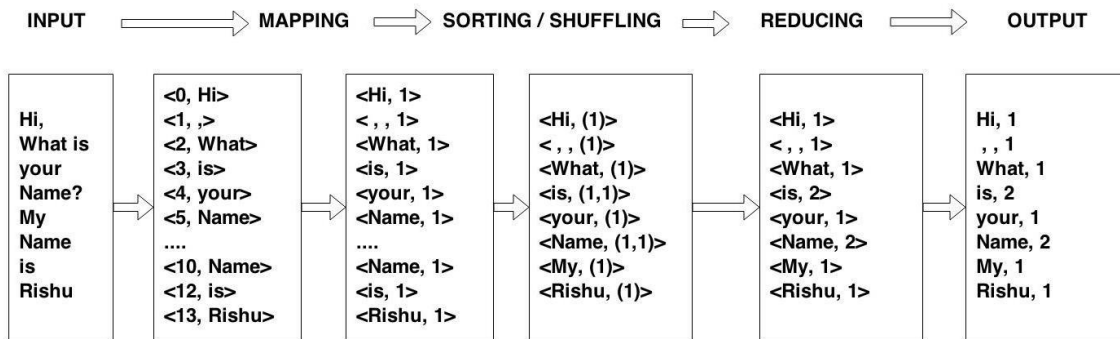 INPUT MAPPING SORTING / SHUFFLING REDUCING OUTPUT
Hi,
What is
your
Name?
My
Name
is
Rishu
<0, Hi>
<1, ,>
<2, What>
<3, is>
<4, your>
<5, Name>
....
<10, Name>
<12, is>
<13, Rishu>
<Hi, 1>
< , , 1>
<What, 1>
<is, 1>
<your, 1>
<Name, 1>
....
<Name, 1>
<is, 1>
<Rishu, 1>
<Hi, (1)>
< , , (1)>
<What, (1)>
<is, (1,1)>
<your, (1)>
<Name, (1,1)>
<My, (1)>
<Rishu, (1)>
<Hi, 1>
< , , 1>
<What, 1>
<is, 2>
<your, 1>
<Name, 2>
<My, 1>
<Rishu, 1>
Hi, 1
, , 1
What, 1
is, 2
your, 1
Name, 2
My, 1
Rishu, 1